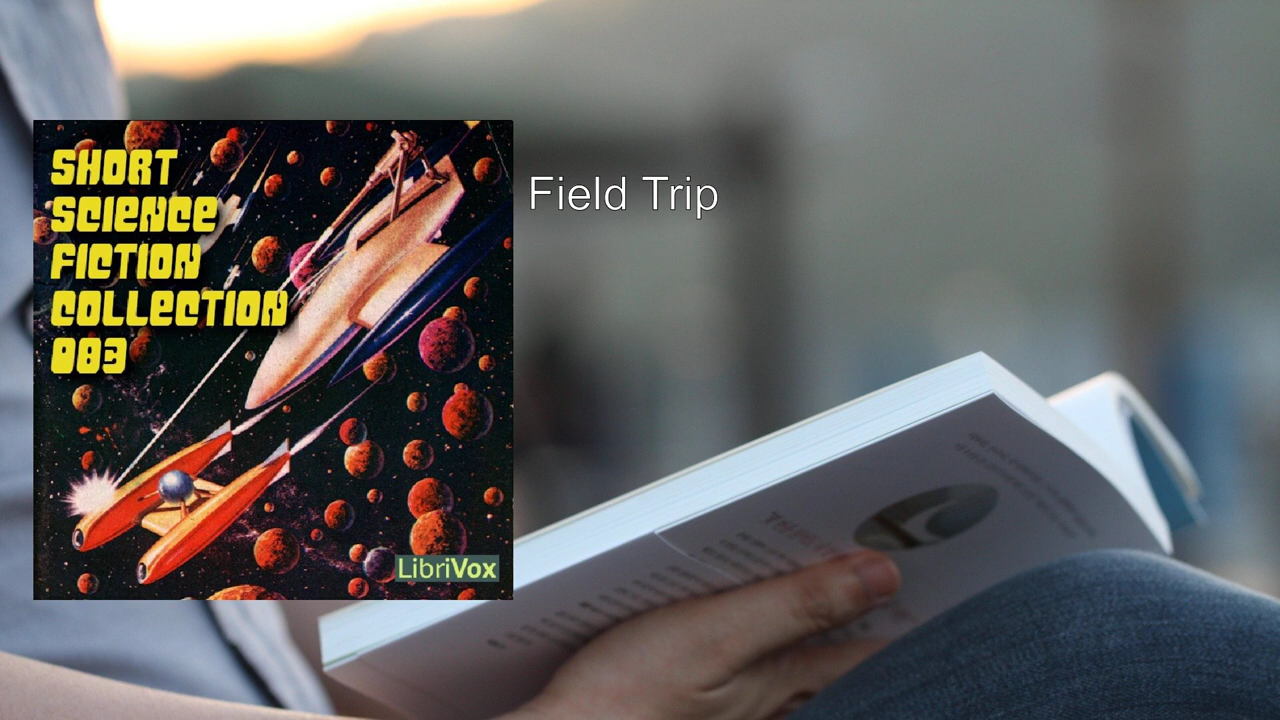 SHORT
SCIENCE
FICTION
COLLECTION
083
LibriVox
Field Trip